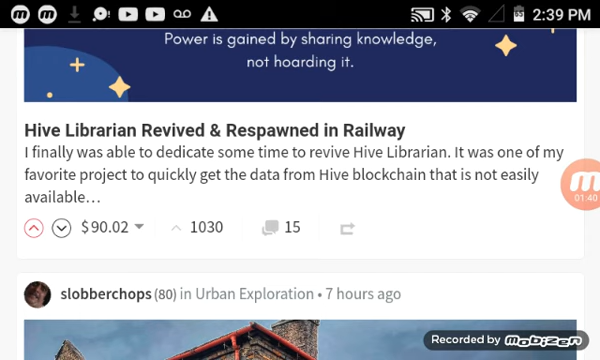 2:39 PM
Power is gained by sharing knowledge,
not hoarding it.
Hive Librarian Revived & Respawned in Railway
I finally was able to dedicate some time to revive Hive Librarian. It was one of my
favorite project to quickly get the data from Hive blockchain that is not easily
available…
$90.02 1030 15
01:40
slobberchops (80) in Urban Exploration • 7 hours ago
Recorded by mobizen